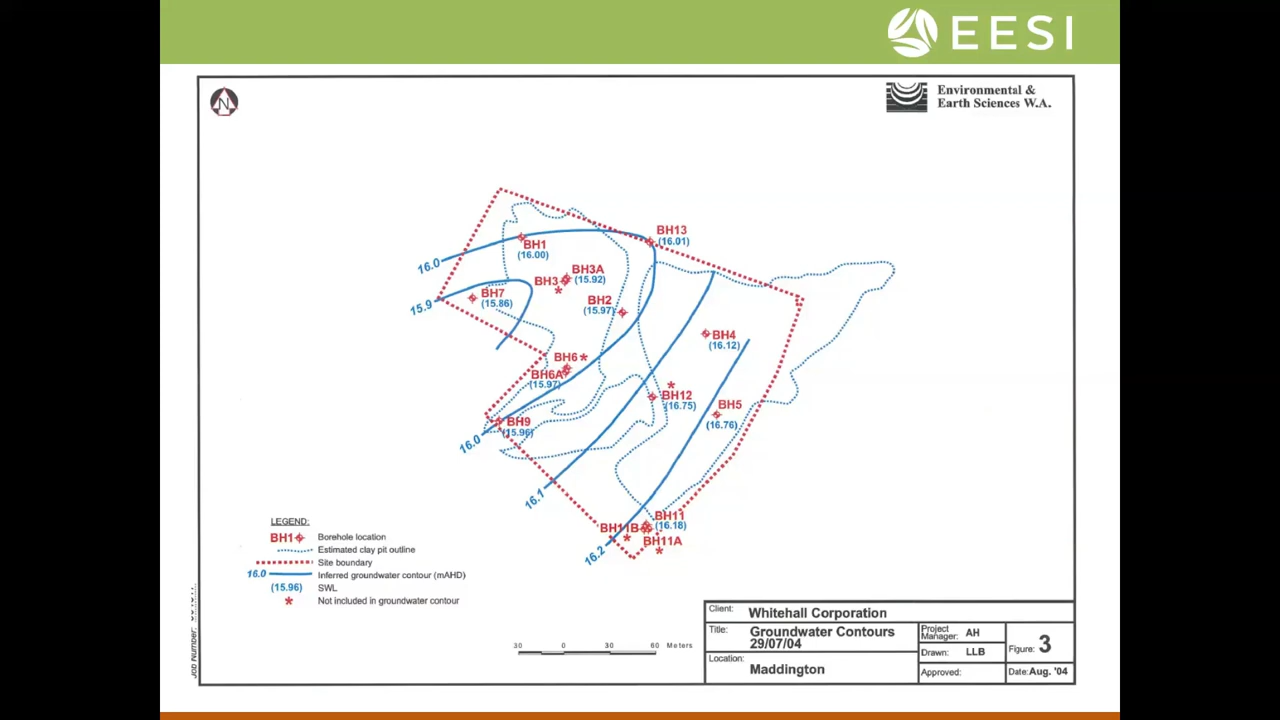 EESI
N
Environmental &
Earth Sciences W.A.
BH13
(16.01)
BH1
(16.00)
16.0
BH3A
BH3 (15.92)
BH7
(15.86)
15.9
BH2
(15.97)
BH4
(16.12)
BH6
BH6A
(15.97)
BH12
(16.75)
BH5
(16.76)
BH9
(15.96)
16.0
16.1
BH11
BH11B (16.18)
BH11A
16.2
LEGEND:
BH1 Borehole location
Estimated clay pit outline
Site boundary
16.0 Inferred groundwater contour (mAHD)
(15.96) SWL
* Not included in groundwater contour
30 0 30 60 Meters
Job Number:
Client: Whitehall Corporation
Title: Groundwater Contours
29/07/04
Location: Maddington
Project
Manager: AH
Drawn: LLB
Approved:
Figure: 3
Date: Aug. '04